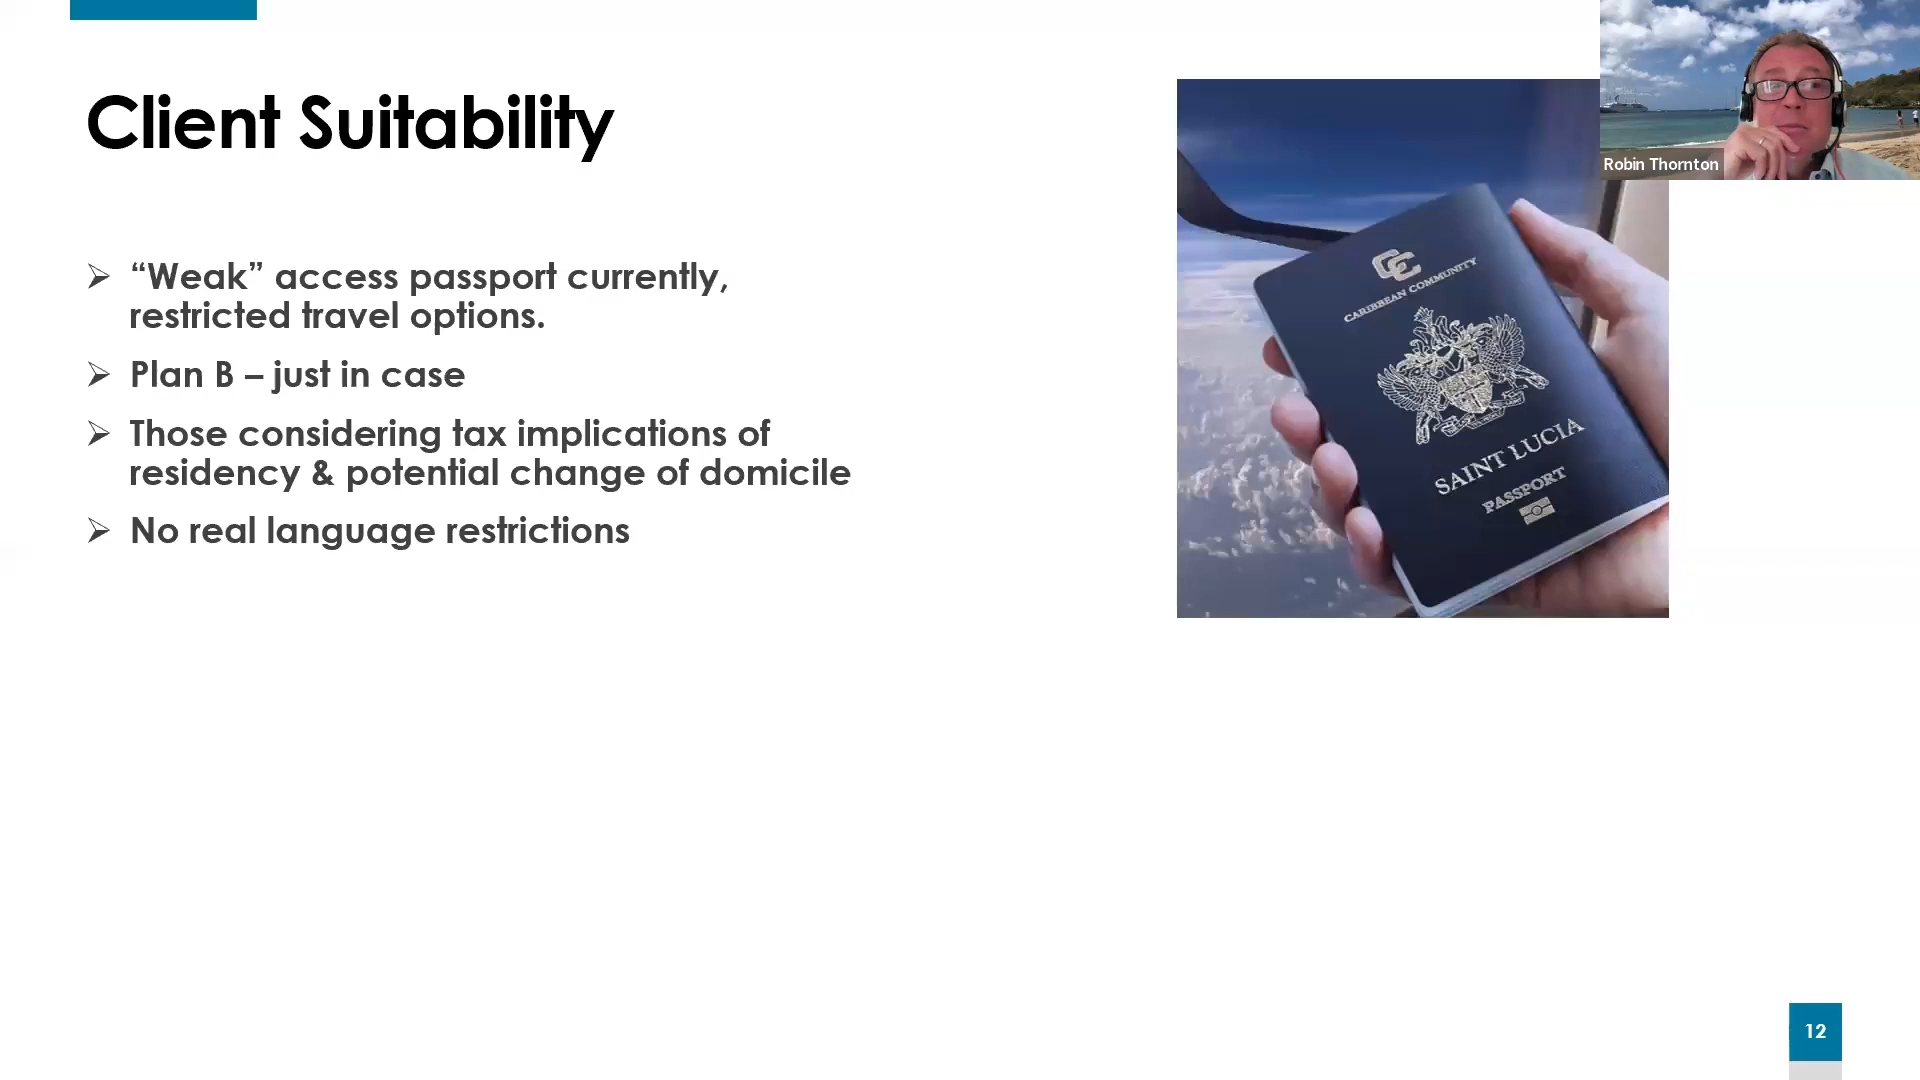 Client Suitability
Robin Thornton
“Weak” access passport currently,
restricted travel options.
Plan B – just in case
Those considering tax implications of
residency & potential change of domicile
No real language restrictions
CARIBBEAN COMMUNITY
SAINT LUCIA
PASSPORT
12